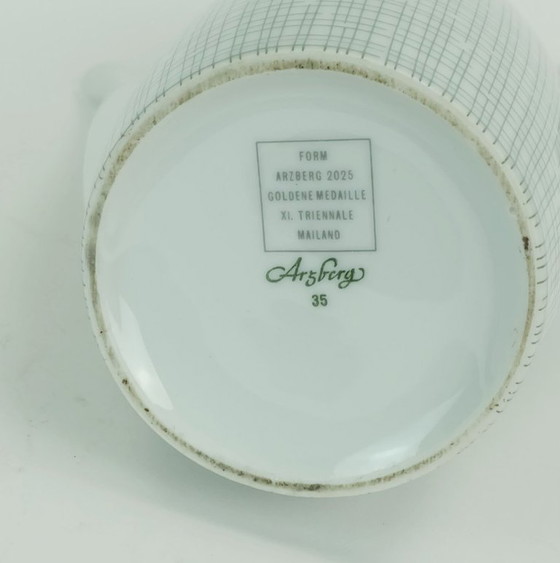 FORM
ARZBERG 2025
GOLDENE MEDAILLE
XI. TRIENNALE
MAILAND
Arzberg
35